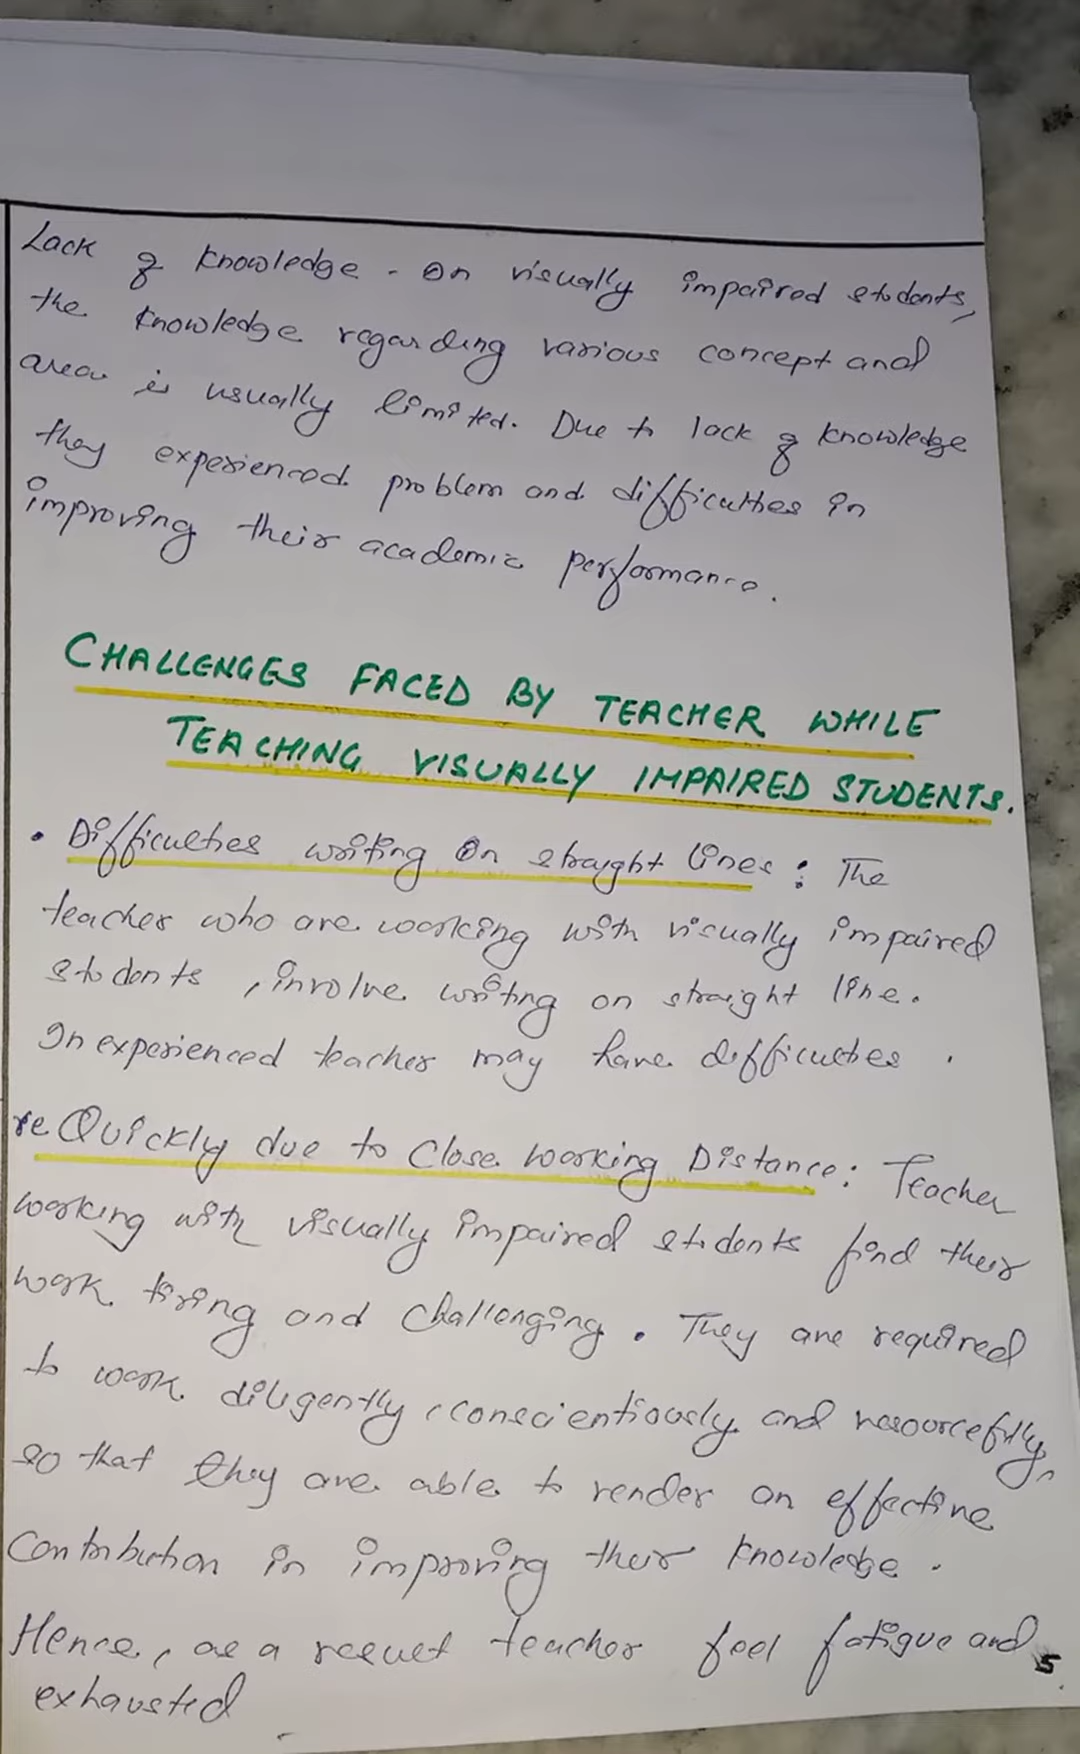 Lack of knowledge - on visually impaired students,
the knowledge regarding various concept and
area is usually limited. Due to lack of knowledge
they experienced problem and difficulties in
improving their academic performance.
CHALLENGES FACED BY TEACHER WHILE
TEACHING VISUALLY IMPAIRED STUDENTS.
• Difficulties writing on straight lines : The
teacher who are working with visually impaired
students, involve writing on straight line.
Inexperienced teacher may have difficulties .
re Quickly due to Close working Distance: Teacher
working with visually impaired students find their
work tiring and challenging. They are required
to work diligently, conscientiously and resourcefully,
so that they are able to render an effective
contribution in improving their knowledge.
Hence, as a result teacher feel fatigue and
exhausted.
5